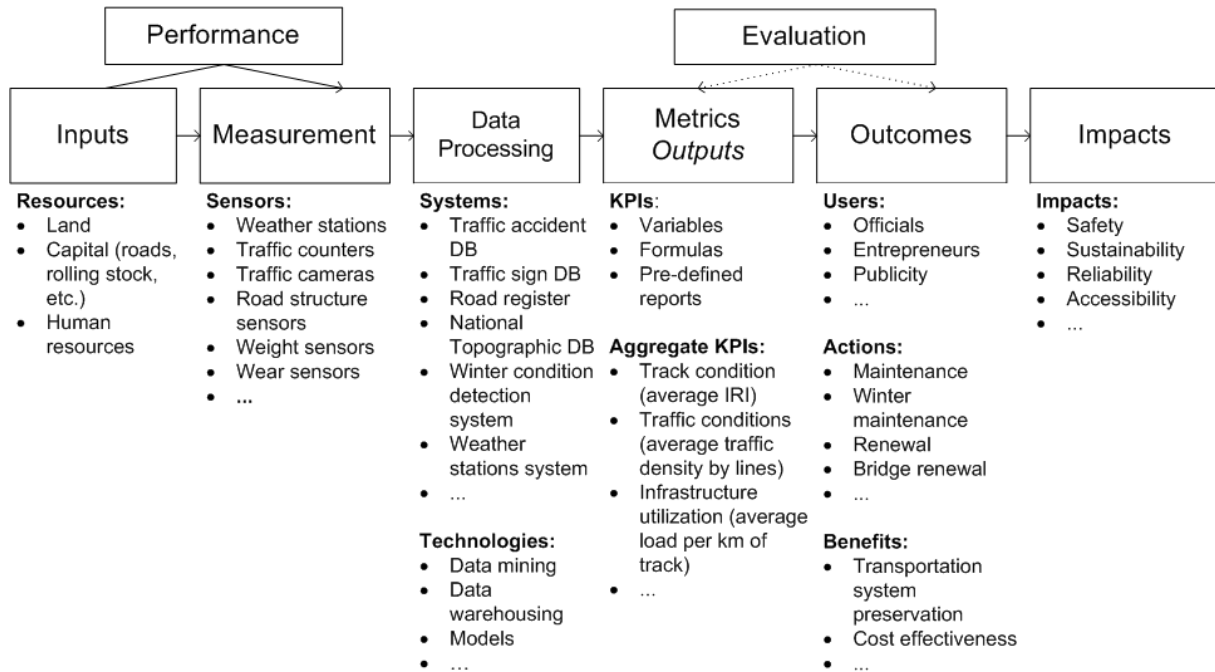 Performance
Evaluation
Inputs
Measurement
Data
Processing
Metrics
Outputs
Outcomes
Impacts
Resources:
• Land
• Capital (roads,
rolling stock,
etc.)
• Human
resources
Sensors:
• Weather stations
• Traffic counters
• Traffic cameras
• Road structure
sensors
• Weight sensors
• Wear sensors
• ...
Systems:
• Traffic accident
DB
• Traffic sign DB
• Road register
• National
Topographic DB
• Winter condition
detection
system
• Weather
stations system
• ...
Technologies:
• Data mining
• Data
warehousing
• Models
• ...
KPIs:
• Variables
• Formulas
• Pre-defined
reports
Aggregate KPIs:
• Track condition
(average IRI)
• Traffic conditions
(average traffic
density by lines)
• Infrastructure
utilization (average
load per km of
track)
• ...
Users:
• Officials
• Entrepreneurs
• Publicity
• ...
Actions:
• Maintenance
• Winter
maintenance
• Renewal
• Bridge renewal
• ...
Benefits:
• Transportation
system
preservation
• Cost effectiveness
• ...
Impacts:
• Safety
• Sustainability
• Reliability
• Accessibility
• ...